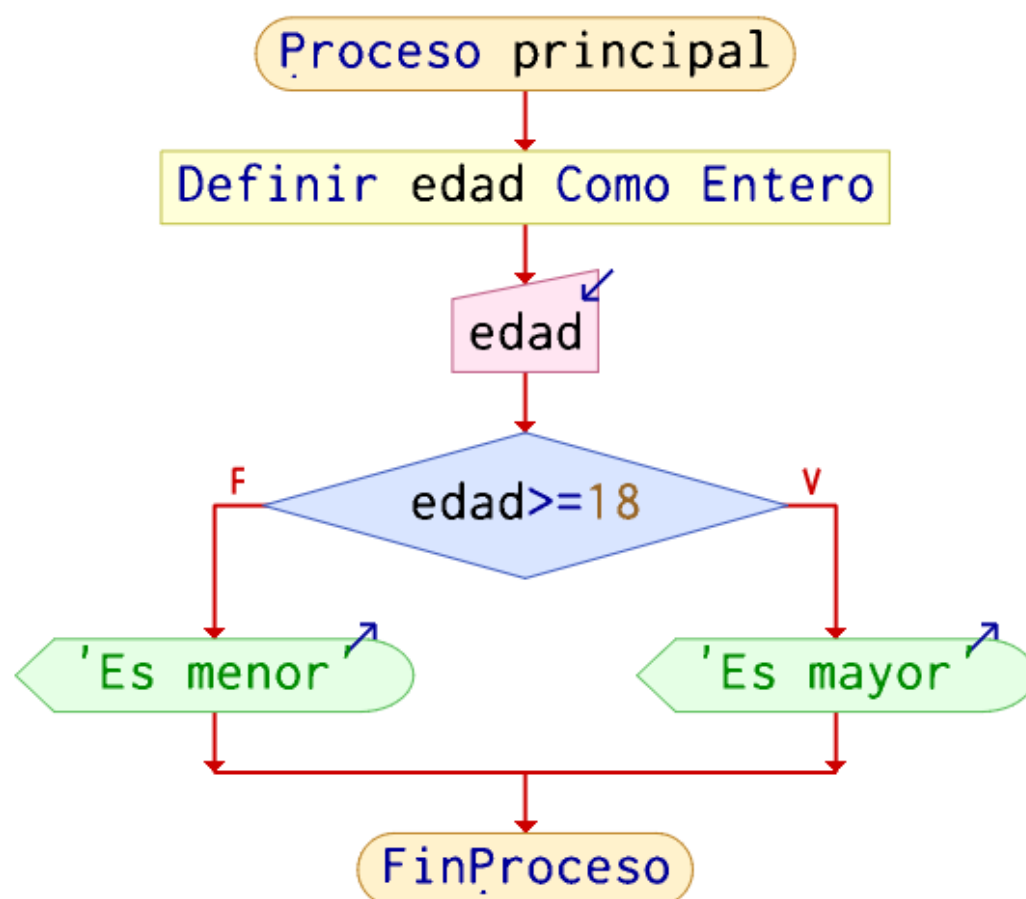 Proceso principal
Definir edad Como Entero
edad
F
V
edad>=18
'Es menor'
'Es mayor'
FinProceso